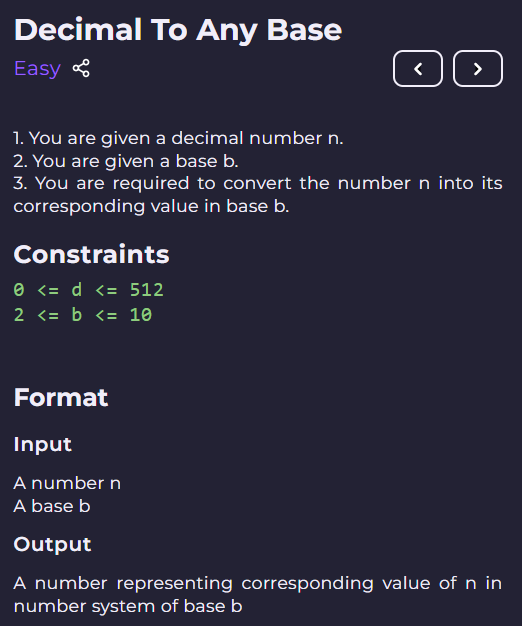 Decimal To Any Base
Easy
1. You are given a decimal number n.
2. You are given a base b.
3. You are required to convert the number n into its
corresponding value in base b.
Constraints
0 <= d <= 512
2 <= b <= 10
Format
Input
A number n
A base b
Output
A number representing corresponding value of n in
number system of base b